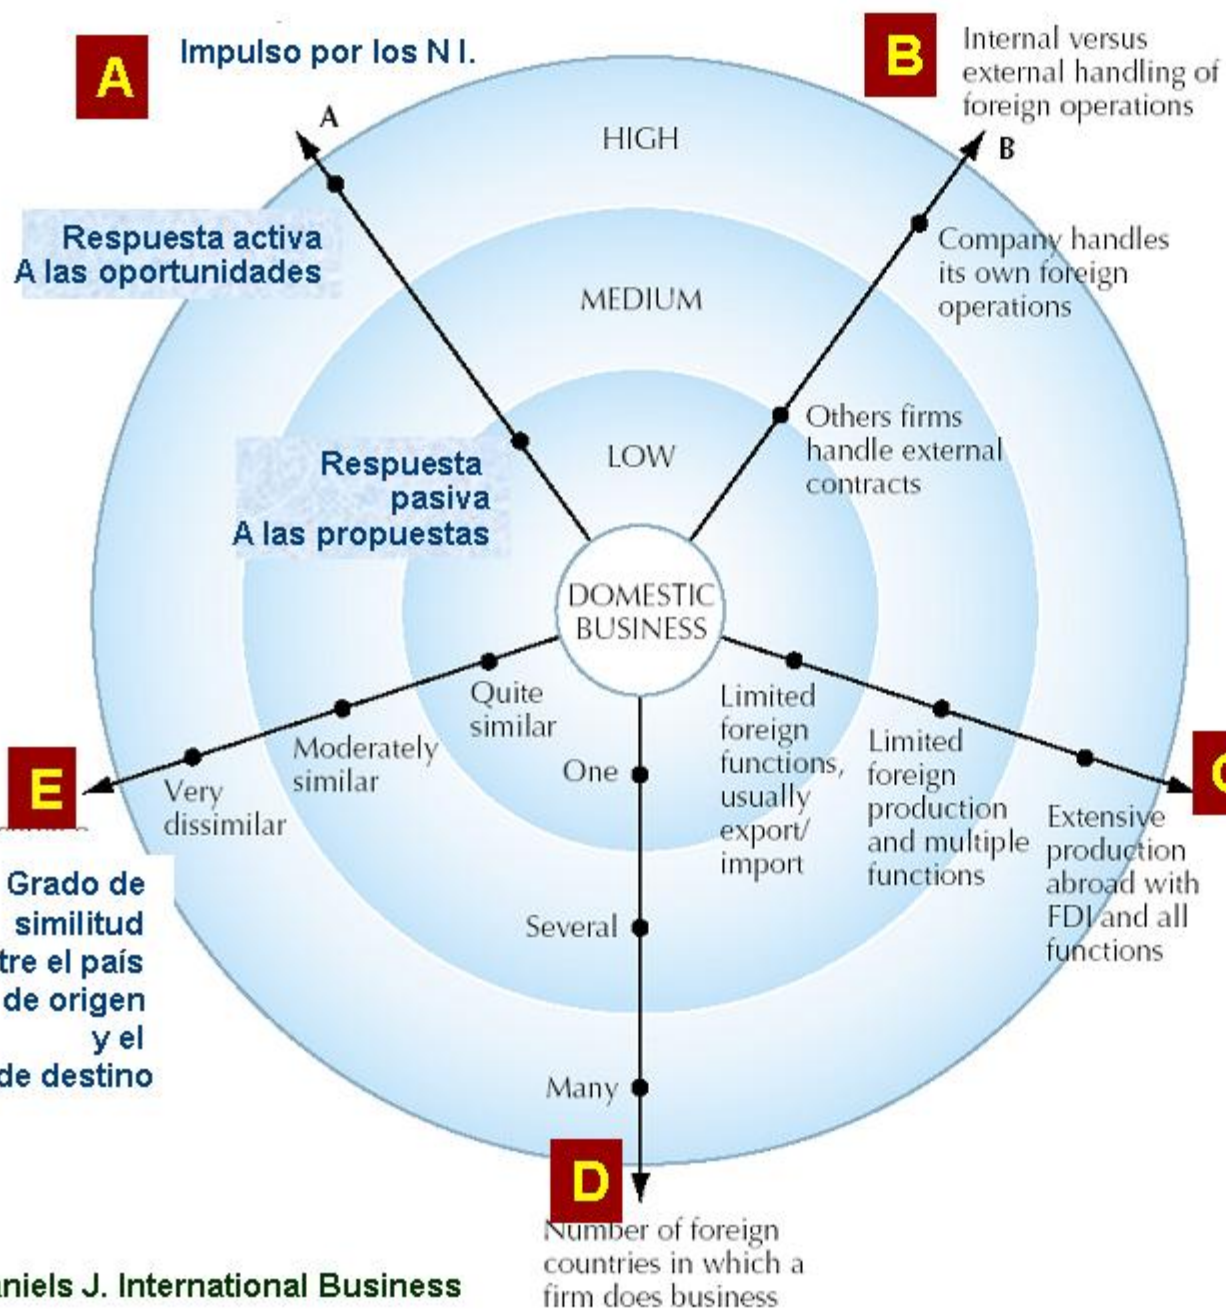 A
Impulso por los N I.
B
Internal versus
external handling of
foreign operations
A
B
HIGH
Respuesta activa
A las oportunidades
Company handles
its own foreign
operations
MEDIUM
Others firms
handle external
contracts
LOW
Respuesta
pasiva
A las propuestas
DOMESTIC
BUSINESS
Quite
similar
Moderately
similar
Very
dissimilar
E
One
Several
Many
Limited
foreign
functions,
usually
export/
import
Limited
foreign
production
and multiple
functions
Extensive
production
abroad with
FDI and all
functions
Grado de
similitud
tre el país
de origen
y el
de destino
D
Number of foreign
countries in which a
firm does business
aniels J. International Business